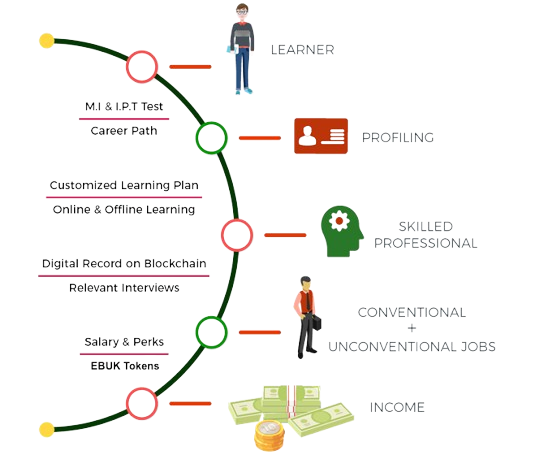 LEARNER
M.I & I.P.T Test
Career Path
PROFILING
Customized Learning Plan
Online & Offline Learning
SKILLED
PROFESSIONAL
Digital Record on Blockchain
Relevant Interviews
CONVENTIONAL
+
UNCONVENTIONAL JOBS
Salary & Perks
EBUK Tokens
INCOME